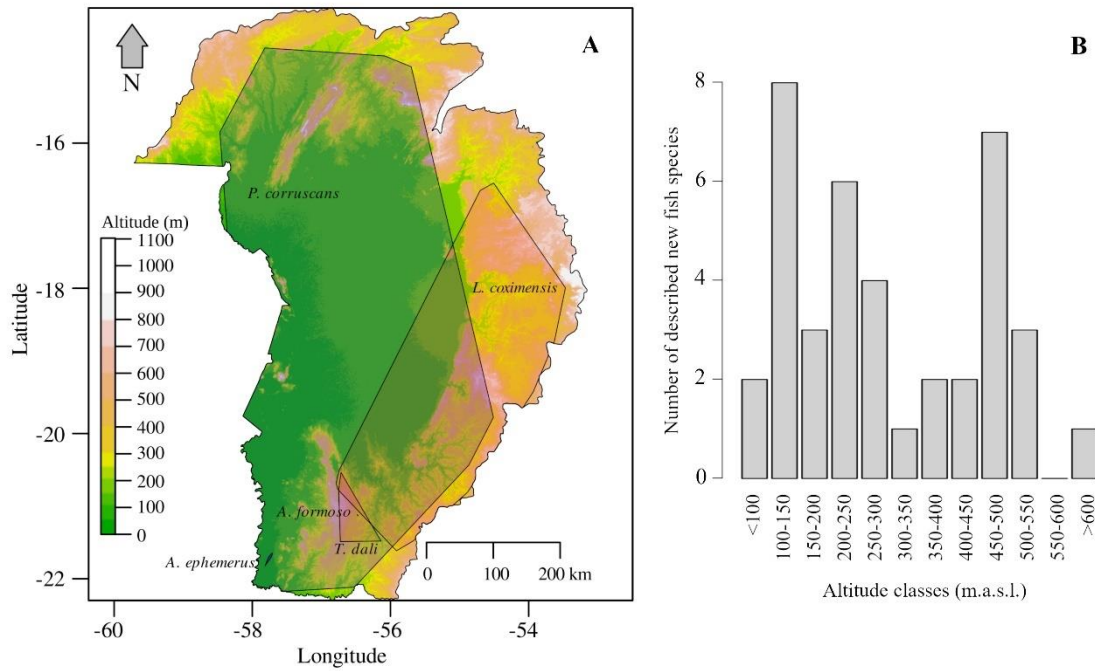 A
N
-16
-18
-20
-22
Latitude
Altitude (m)
1100
1000
900
800
700
600
500
400
300
200
100
0
P. corruscans
L. coximensis
A. formoso
T. dali
A. ephemerus
0 100 200 km
-60 -58 -56 -54
Longitude
B
Number of described new fish species
8
6
4
2
0
<100
100-150
150-200
200-250
250-300
300-350
350-400
400-450
450-500
500-550
550-600
>600
Altitude classes (m.a.s.l.)